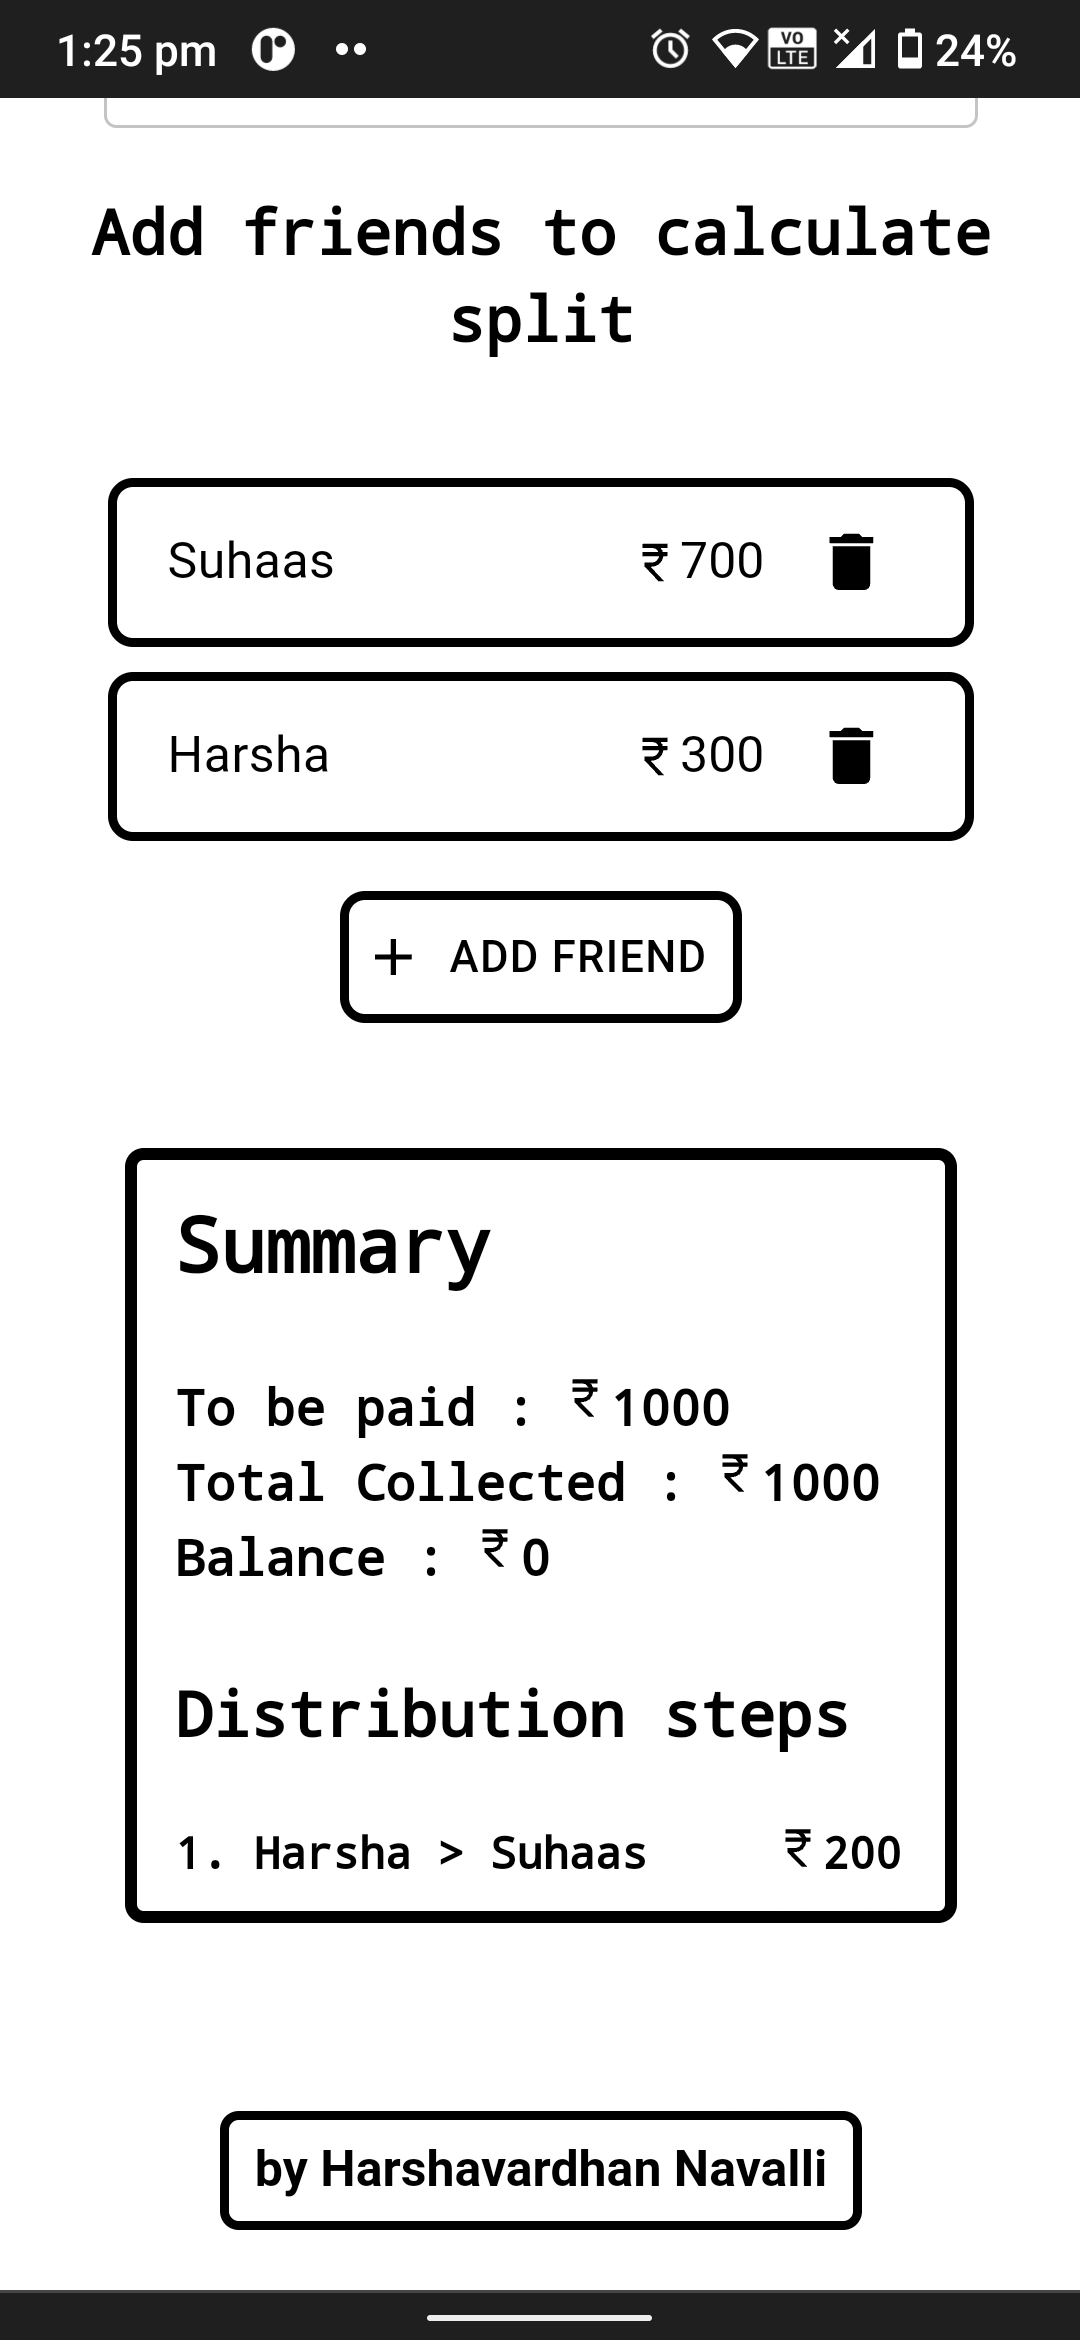 1:25 pm
VO
LTE
24%
Add friends to calculate
split
Suhaas ₹ 700
Harsha ₹ 300
+ ADD FRIEND
Summary
To be paid : ₹ 1000
Total Collected : ₹ 1000
Balance : ₹ 0
Distribution steps
1. Harsha > Suhaas ₹ 200
by Harshavardhan Navalli